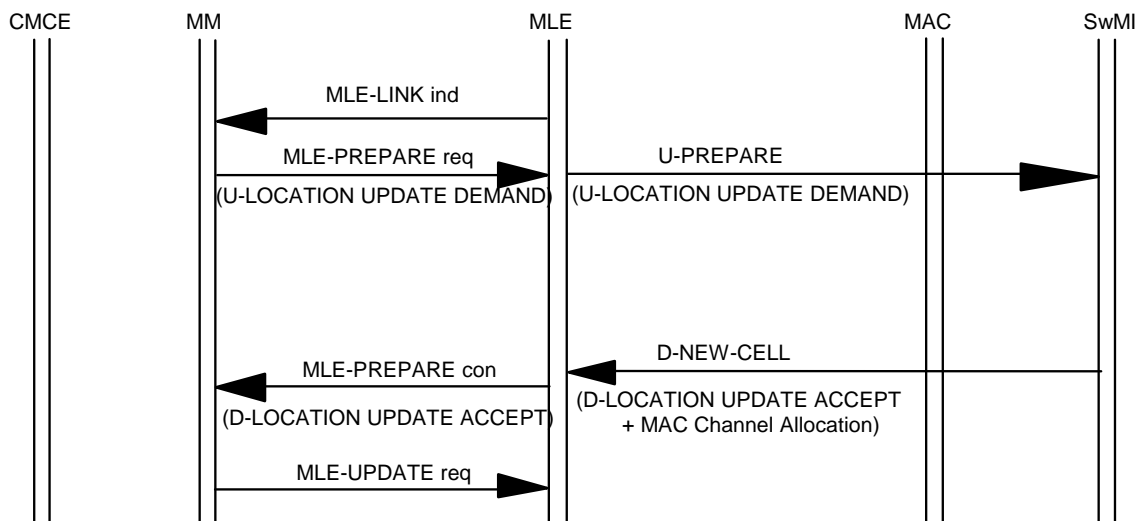 CMCE MM MLE MAC SwMI
MLE-LINK ind
MLE-PREPARE req U-PREPARE
(U-LOCATION UPDATE DEMAND) (U-LOCATION UPDATE DEMAND)
D-NEW-CELL
MLE-PREPARE con
(D-LOCATION UPDATE ACCEPT
(D-LOCATION UPDATE ACCEPT)
+ MAC Channel Allocation)
MLE-UPDATE req